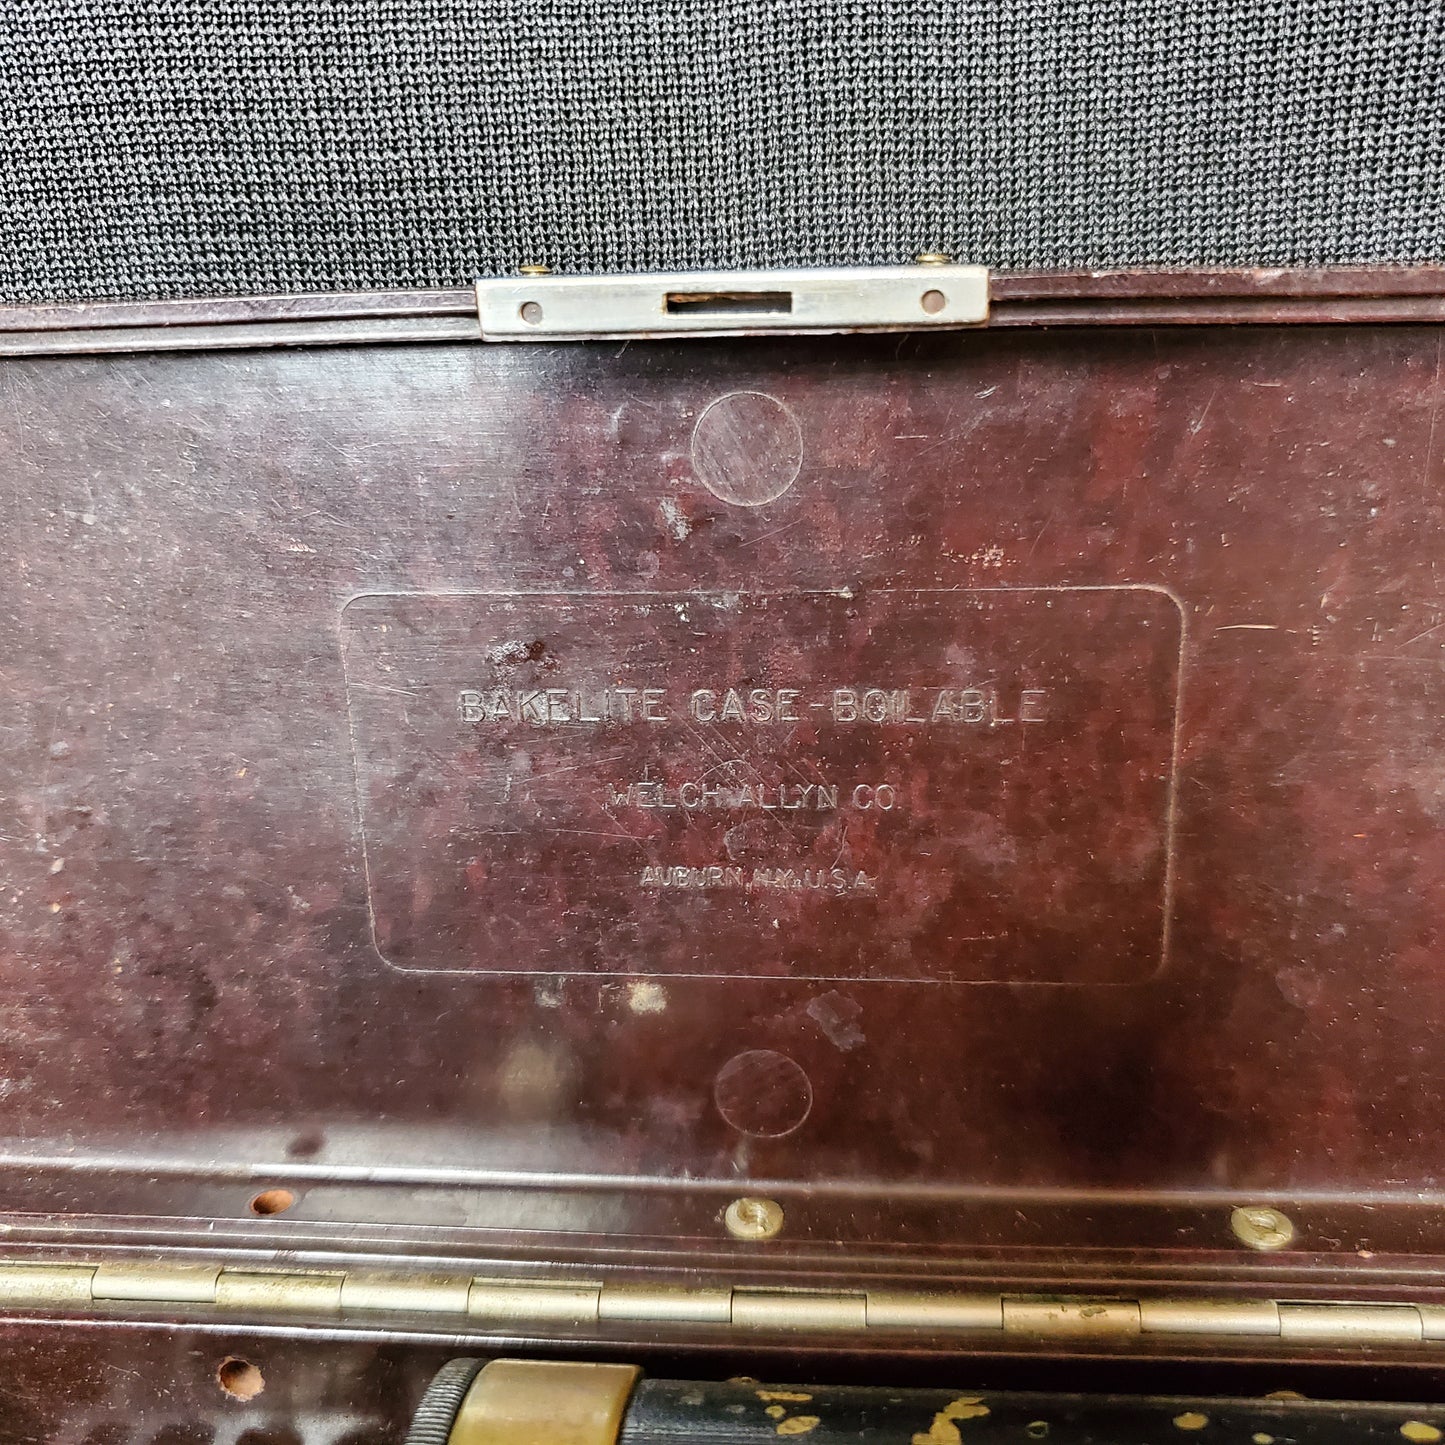 BAKELITE CASE-BOILABLE
WELCH ALLYN CO
AUBURN, N.Y. U.S.A.